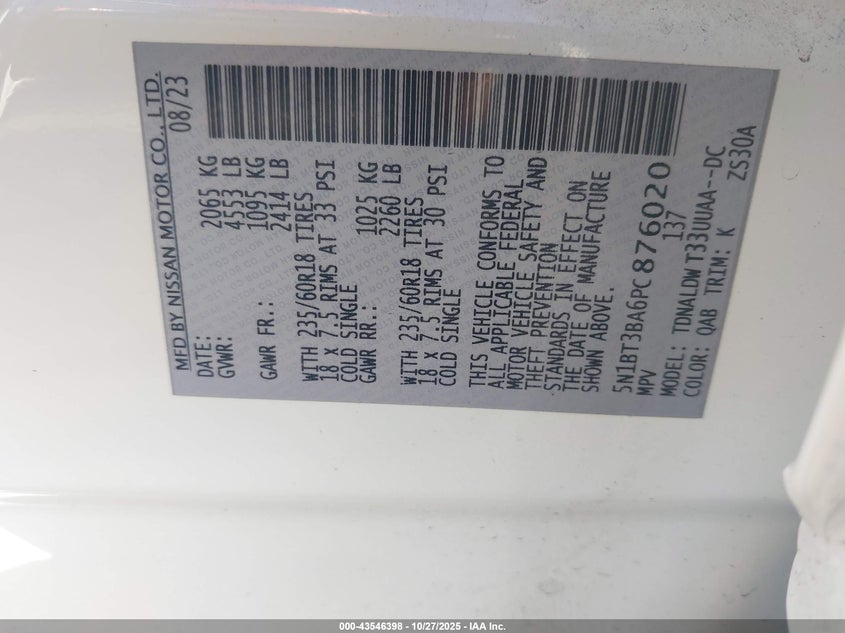 MFD BY NISSAN MOTOR CO., LTD.
DATE: 08/23
GVWR: 2065 KG
4553 LB
GAWR FR.: 1095 KG
2414 LB
WITH 235/60R18 TIRES
18 X 7.5 RIMS AT 33 PSI
COLD SINGLE
GAWR RR.: 1025 KG
2260 LB
WITH 235/60R18 TIRES
18 X 7.5 RIMS AT 30 PSI
COLD SINGLE
THIS VEHICLE CONFORMS TO
ALL APPLICABLE FEDERAL
MOTOR VEHICLE SAFETY AND
THEFT PREVENTION
STANDARDS IN EFFECT ON
THE DATE OF MANUFACTURE
SHOWN ABOVE.
5N1BT3BA6PC876020
MPV 137
MODEL: TDNALDWT33UUAA--DC
COLOR: QAB TRIM: K ZS30A
000-43546398 - 10/27/2025 - IAA Inc.